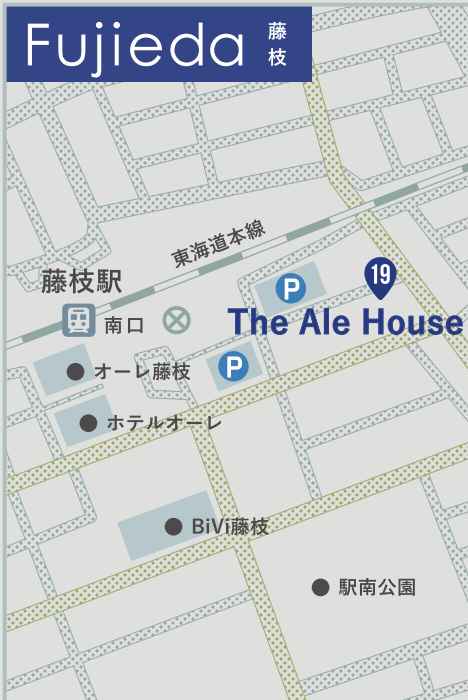 Fujieda
藤枝
東海道本線
藤枝駅
南口
P
19
The Ale House
P
オーレ藤枝
ホテルオーレ
BiVi藤枝
駅南公園